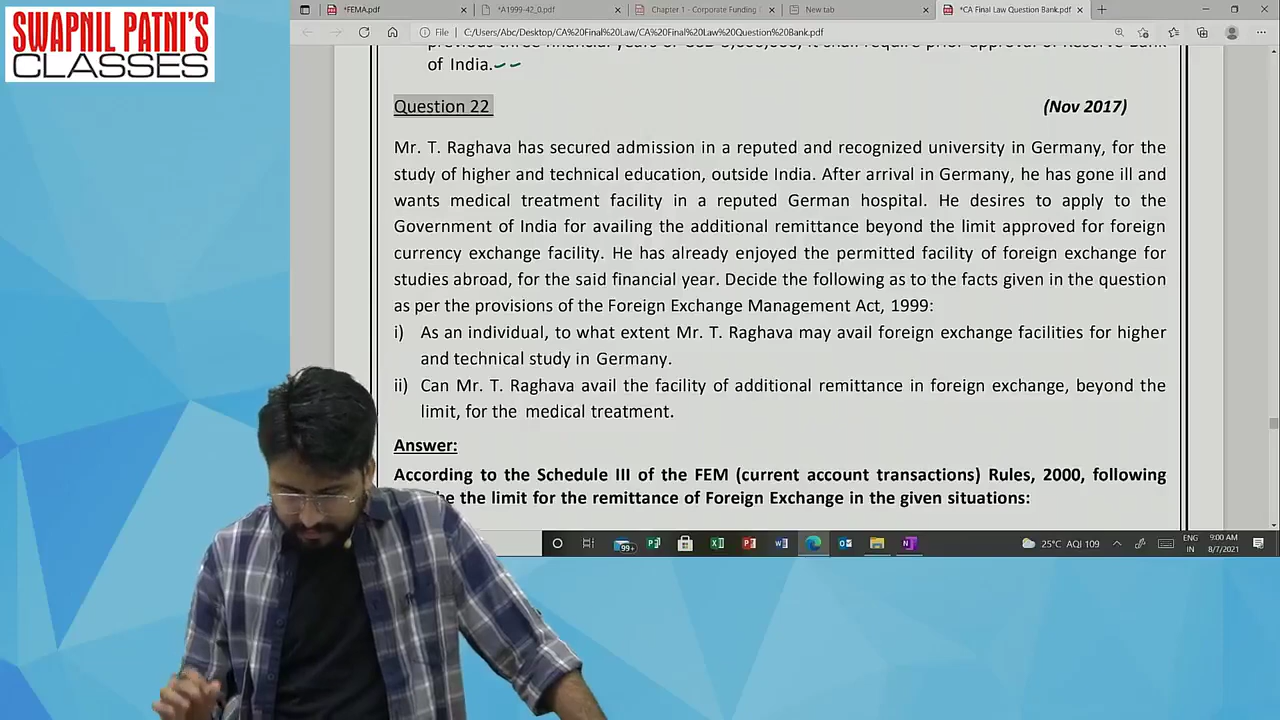 SWAPNIL PATNI'S
CLASSES
*FEMA.pdf
*A1999-42_0.pdf
Chapter 1 - Corporate Funding
New tab
*CA Final Law Question Bank.pdf
File
C:/Users/Abc/Desktop/CA%20Final%20Law/CA%20Final%20Law%20Question%20Bank.pdf
of India.
Question 22
(Nov 2017)
Mr. T. Raghava has secured admission in a reputed and recognized university in Germany, for the
study of higher and technical education, outside India. After arrival in Germany, he has gone ill and
wants medical treatment facility in a reputed German hospital. He desires to apply to the
Government of India for availing the additional remittance beyond the limit approved for foreign
currency exchange facility. He has already enjoyed the permitted facility of foreign exchange for
studies abroad, for the said financial year. Decide the following as to the facts given in the question
as per the provisions of the Foreign Exchange Management Act, 1999:
i) As an individual, to what extent Mr. T. Raghava may avail foreign exchange facilities for higher
and technical study in Germany.
ii) Can Mr. T. Raghava avail the facility of additional remittance in foreign exchange, beyond the
limit, for the medical treatment.
Answer:
According to the Schedule III of the FEM (current account transactions) Rules, 2000, following
be the limit for the remittance of Foreign Exchange in the given situations:
99+
25°C AQI 109
ENG
IN
9:00 AM
8/7/2021